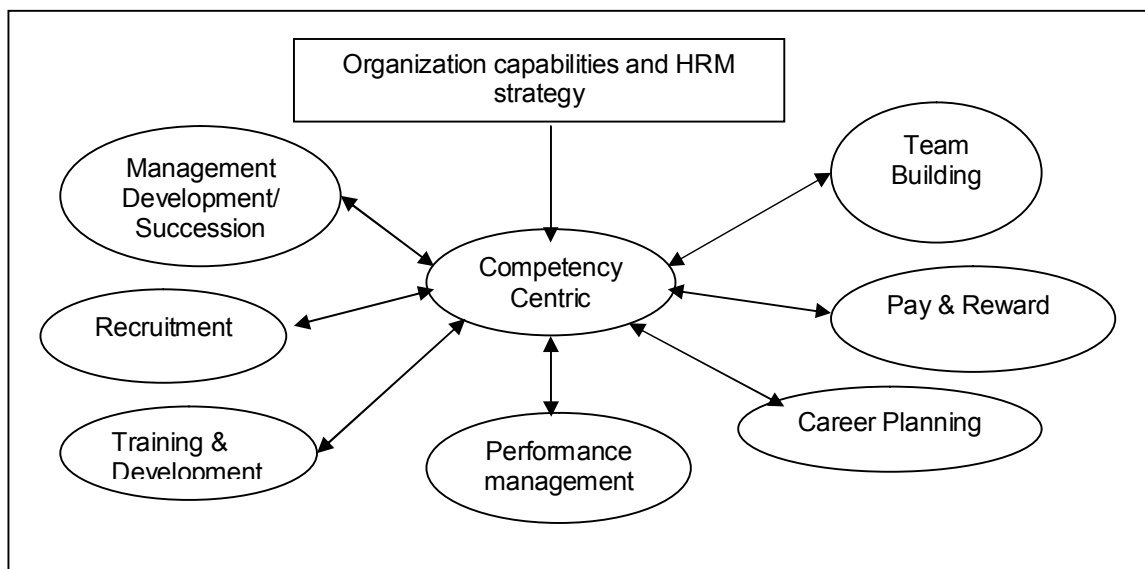 Organization capabilities and HRM
strategy
Management
Development/
Succession
Team
Building
Competency
Centric
Recruitment
Pay & Reward
Training &
Development
Performance
management
Career Planning